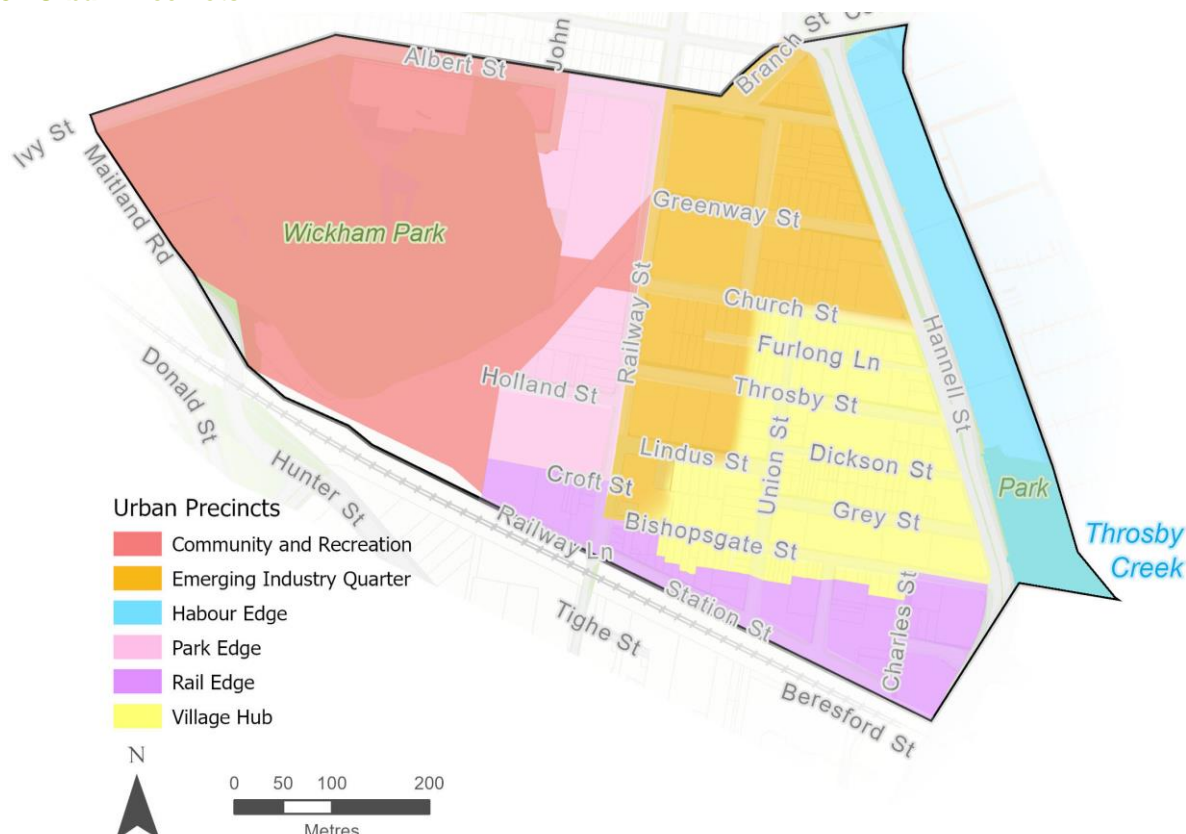 John
Branch St
Albert St
Ivy St
Maitland Rd
Wickham Park
Greenway St
Railway St
Church St
Hannell St
Furlong Ln
Donald St
Holland St
Throsby St
Hunter St
Lindus St
Union St
Dickson St
Croft St
Park
Grey St
Railway Ln
Bishopsgate St
Throsby
Creek
Station St
Charles St
Tighe St
Beresford St
Urban Precincts
Community and Recreation
Emerging Industry Quarter
Habour Edge
Park Edge
Rail Edge
Village Hub
N
0 50 100 200
Metres